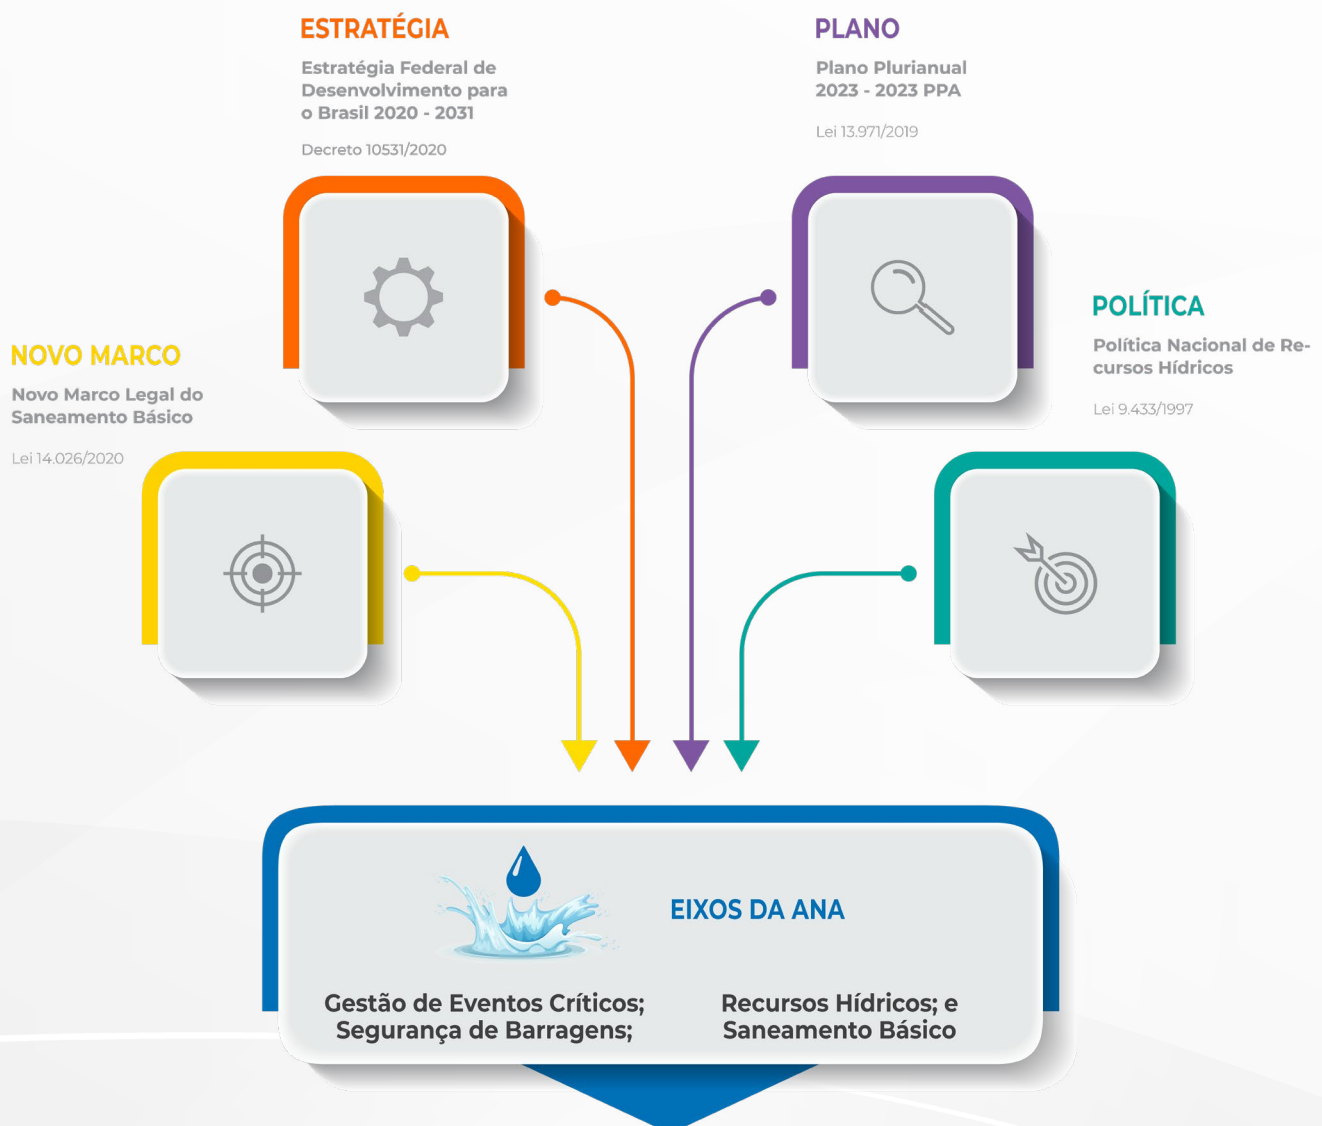 ESTRATÉGIA
Estratégia Federal de
Desenvolvimento para
o Brasil 2020 - 2031
Decreto 10531/2020
PLANO
Plano Plurianual
2023 - 2023 PPA
Lei 13.971/2019
POLÍTICA
Política Nacional de Re-
cursos Hídricos
Lei 9.433/1997
NOVO MARCO
Novo Marco Legal do
Saneamento Básico
Lei 14.026/2020
EIXOS DA ANA
Gestão de Eventos Críticos;
Segurança de Barragens;
Recursos Hídricos; e
Saneamento Básico